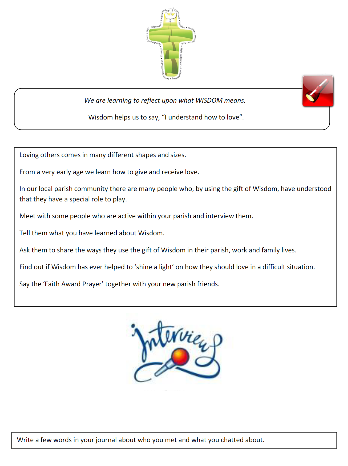 We are learning to reflect upon what WISDOM means.
Wisdom helps us to say, "I understand how to love".
Loving others comes in many different shapes and sizes.
From a very early age we learn how to give and receive love.
In our local parish community there are many people who, by using the gift of Wisdom, have understood
that they have a special role to play.
Meet with some people who are active within your parish and interview them.
Tell them what you have learned about Wisdom.
Ask them to share the ways they use the gift of Wisdom in their parish, work and family lives.
Find out if Wisdom has ever helped to 'shine a light' on how they should love in a difficult situation.
Say the 'Faith Award Prayer' together with your new parish friends.
Interview
Write a few words in your journal about who you met and what you chatted about.